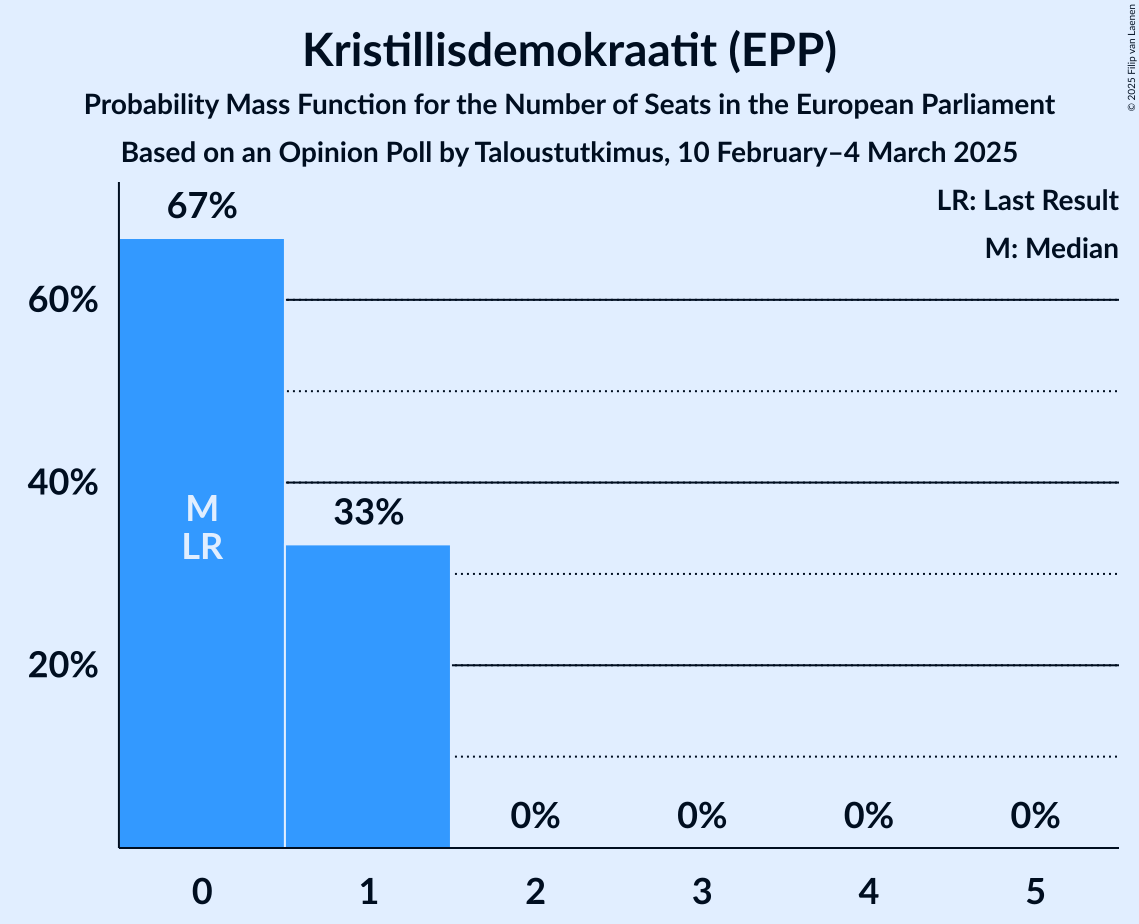 Kristillisdemokraatit (EPP)
Probability Mass Function for the Number of Seats in the European Parliament
Based on an Opinion Poll by Taloustutkimus, 10 February–4 March 2025
© 2025 Filip van Laenen
LR: Last Result
M: Median
67%
60%
40%
33%
M
LR
20%
0% 0% 0% 0%
0 1 2 3 4 5